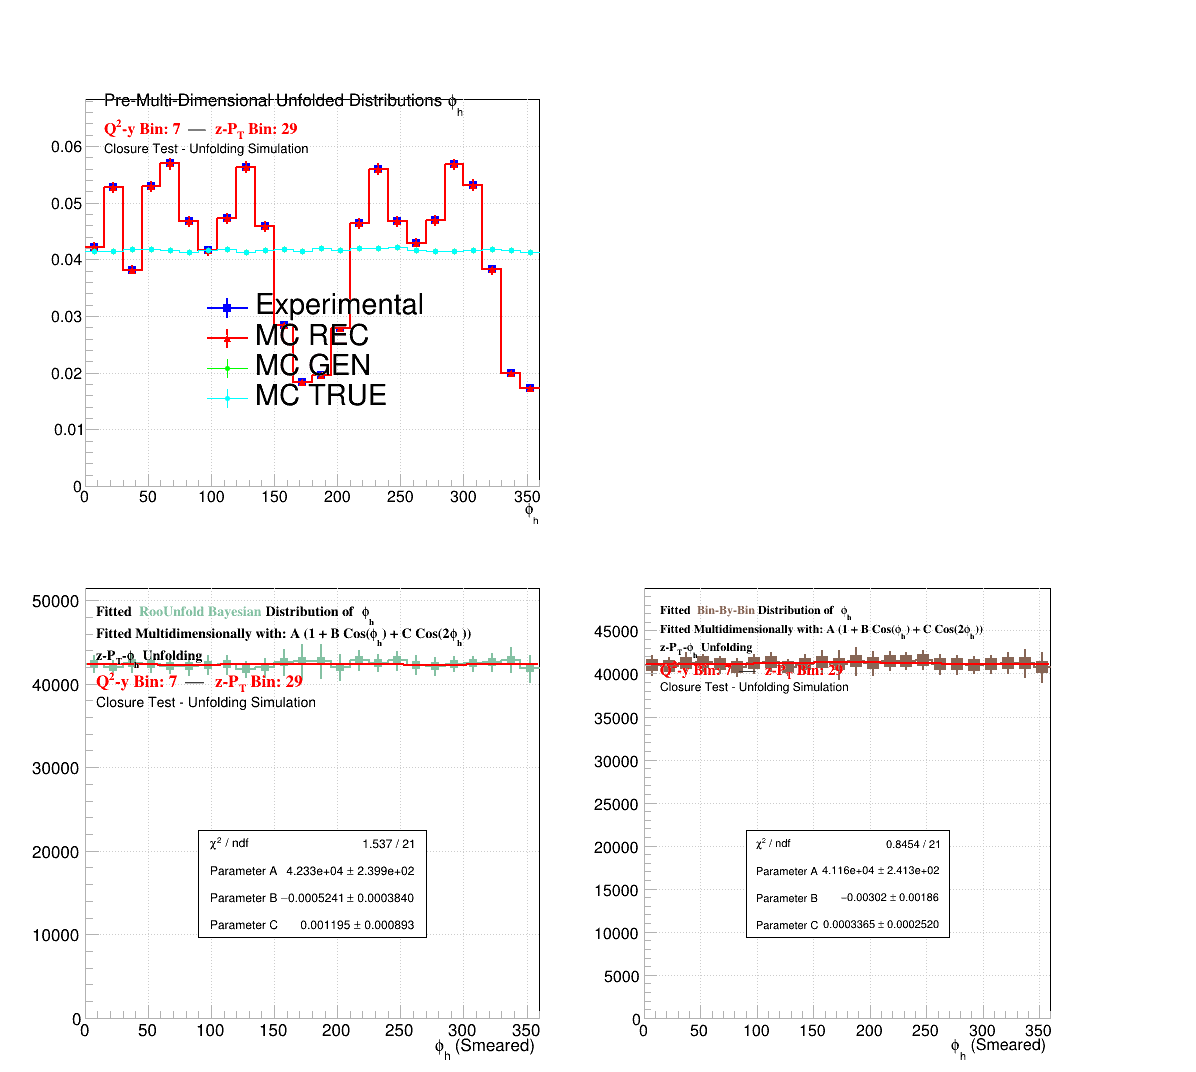 Pre-Multi-Dimensional Unfolded Distributions ϕh
Q2-y Bin: 7 — z-PT Bin: 29
Closure Test - Unfolding Simulation
0.06
0.05
0.04
0.03
0.02
0.01
0
Experimental
MC REC
MC GEN
MC TRUE
0 50 100 150 200 250 300 350
ϕh
Fitted RooUnfold Bayesian Distribution of ϕh
Fitted Multidimensionally with: A (1 + B Cos(ϕh) + C Cos(2ϕh))
z-PT-ϕh Unfolding
Q2-y Bin: 7 — z-PT Bin: 29
Closure Test - Unfolding Simulation
50000
40000
30000
20000
10000
0
χ2 / ndf 1.537 / 21
Parameter A 4.233e+04 ± 2.399e+02
Parameter B −0.0005241 ± 0.0003840
Parameter C 0.001195 ± 0.000893
0 50 100 150 200 250 300 350
ϕh (Smeared)
Fitted Bin-By-Bin Distribution of ϕh
Fitted Multidimensionally with: A (1 + B Cos(ϕh) + C Cos(2ϕh))
z-PT-ϕh Unfolding
Q2-y Bin: 7 — z-PT Bin: 29
Closure Test - Unfolding Simulation
45000
40000
35000
30000
25000
20000
15000
10000
5000
0
χ2 / ndf 0.8454 / 21
Parameter A 4.116e+04 ± 2.413e+02
Parameter B −0.00302 ± 0.00186
Parameter C 0.0003365 ± 0.0002520
0 50 100 150 200 250 300 350
ϕh (Smeared)